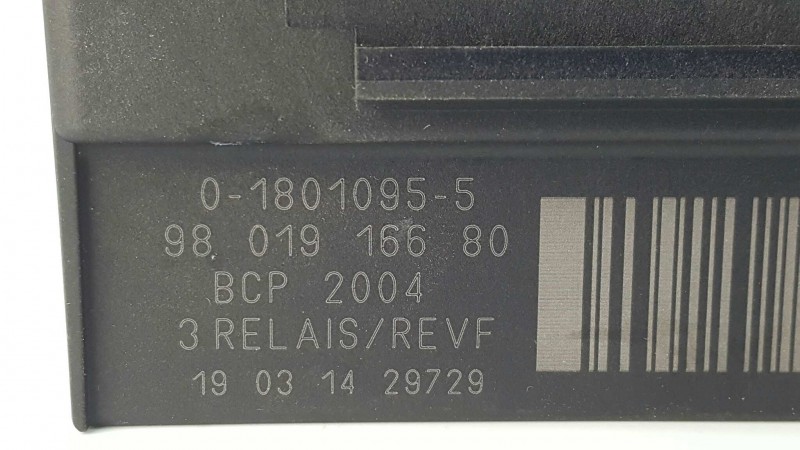 0-1801095-5
98 019 166 80
BCP 2004
3 RELAIS/REVF
19 03 14 29729